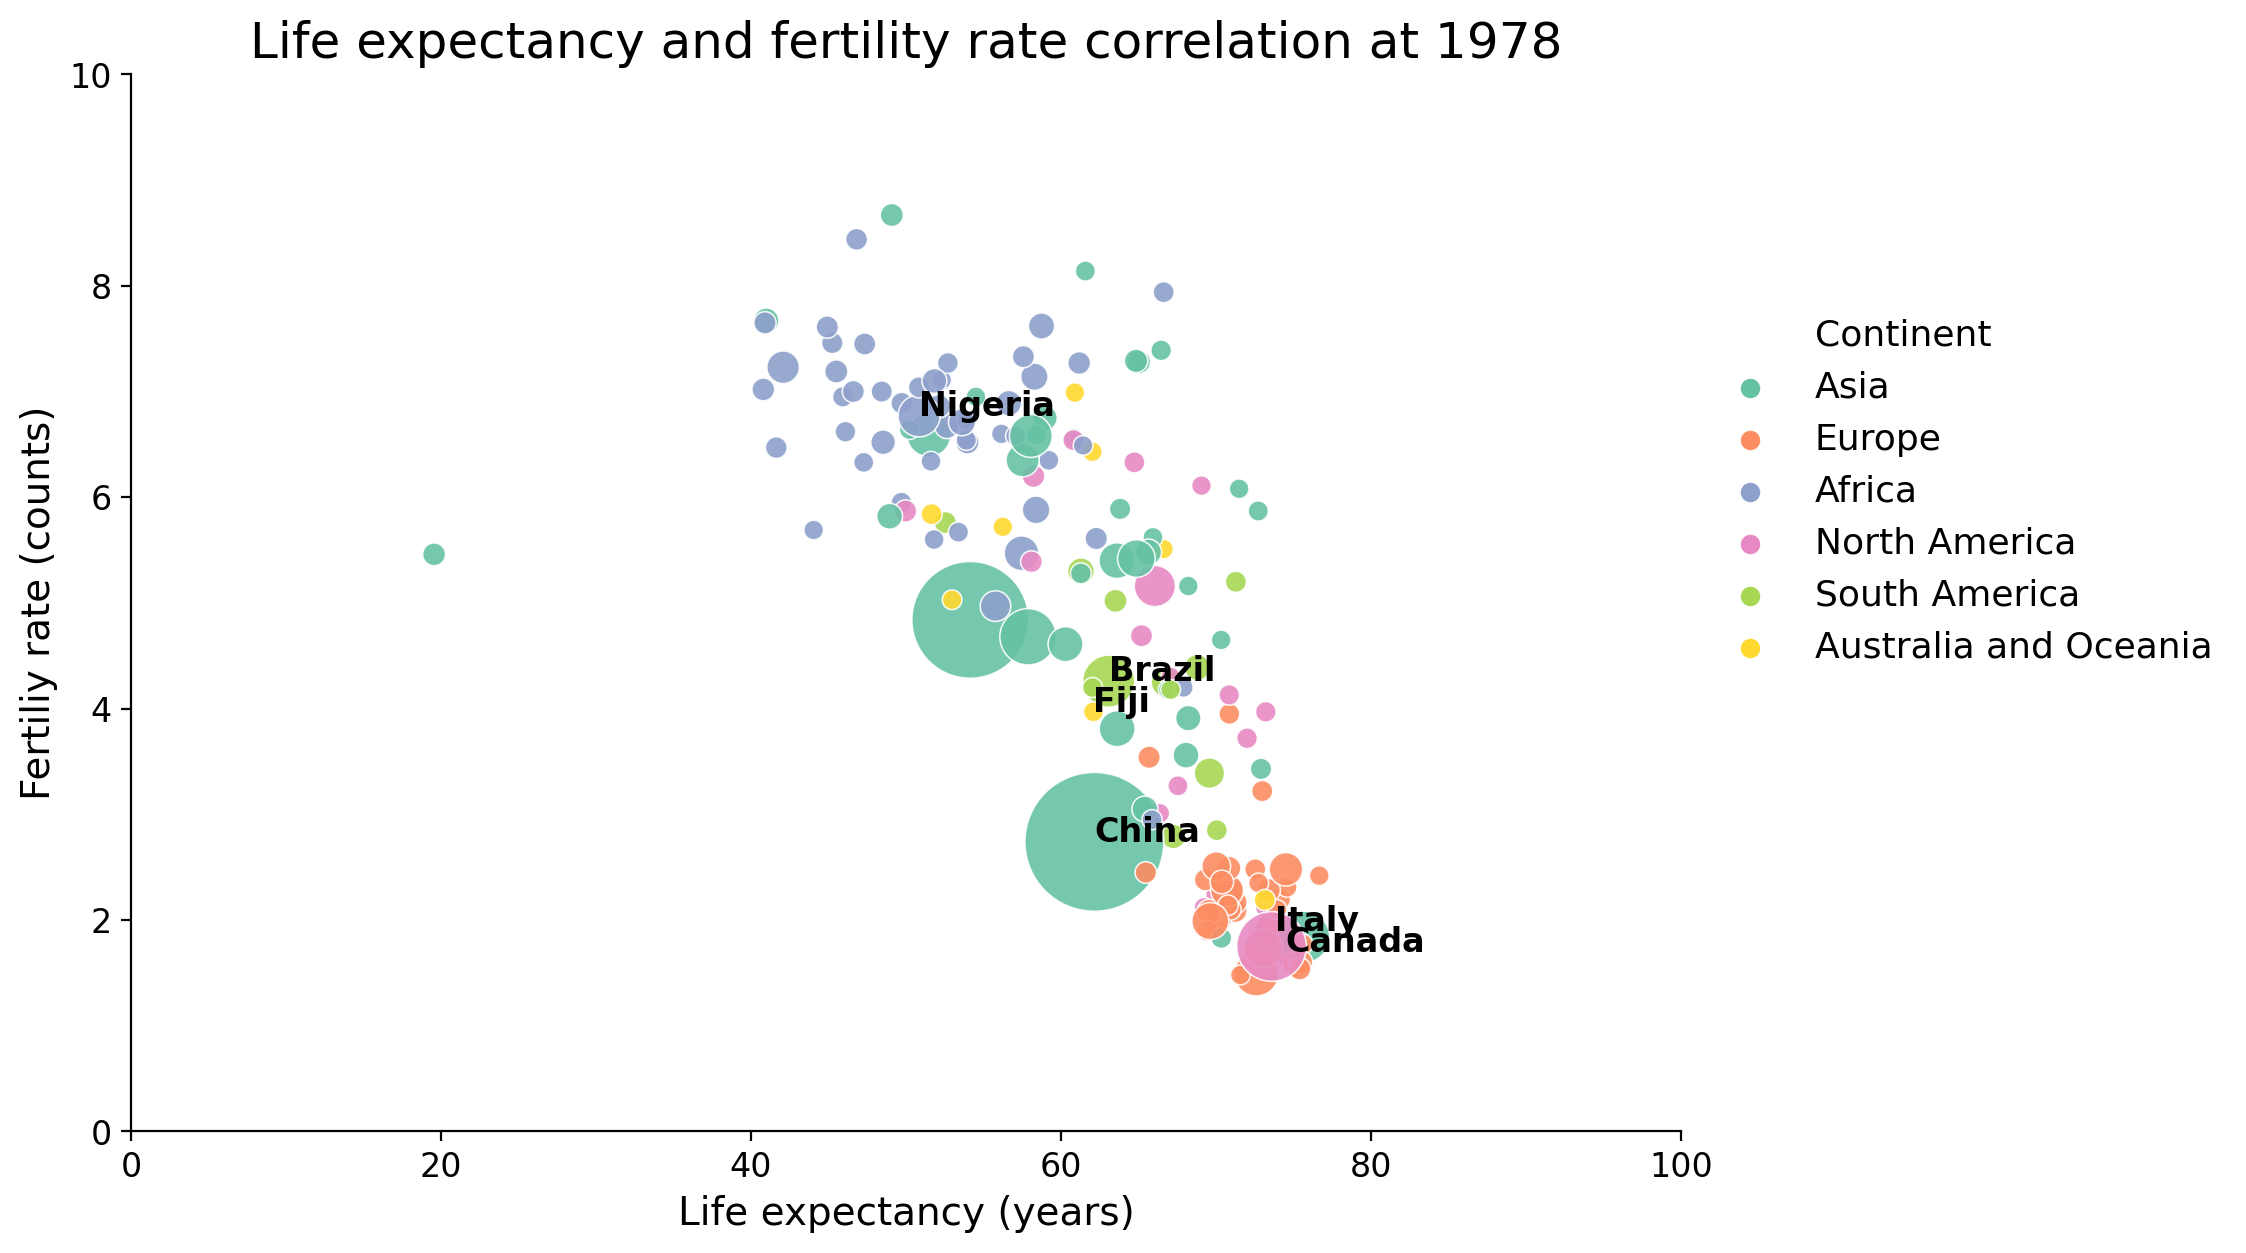 Life expectancy and fertility rate correlation at 1978
10
8
6
4
2
0
Fertiliy rate (counts)
0 20 40 60 80 100
Life expectancy (years)
Nigeria
Brazil
Fiji
China
Italy
Canada
Continent
Asia
Europe
Africa
North America
South America
Australia and Oceania